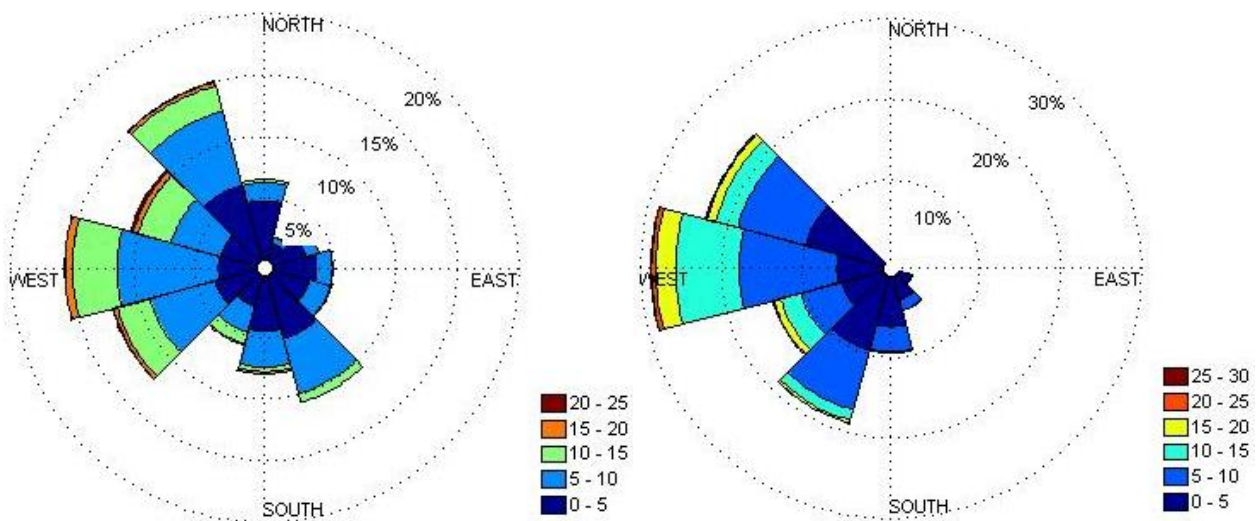 NORTH
20%
15%
10%
5%
WEST
EAST
SOUTH
20 - 25
15 - 20
10 - 15
5 - 10
0 - 5
NORTH
30%
20%
10%
WEST
EAST
SOUTH
25 - 30
20 - 25
15 - 20
10 - 15
5 - 10
0 - 5